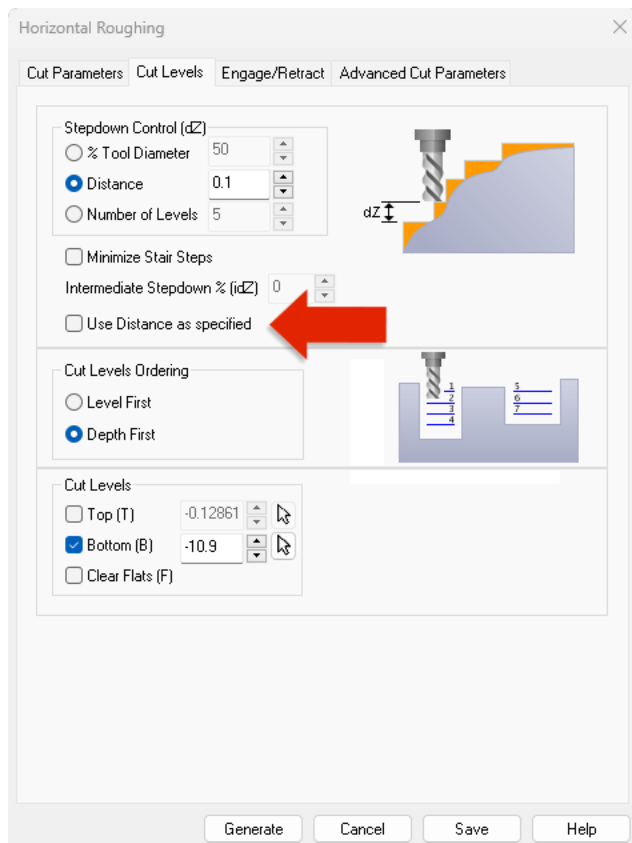 Horizontal Roughing
Cut Parameters Cut Levels Engage/Retract Advanced Cut Parameters
Stepdown Control (dZ)
% Tool Diameter 50
Distance 0.1
Number of Levels 5
dZ
Minimize Stair Steps
Intermediate Stepdown % (idZ) 0
Use Distance as specified
Cut Levels Ordering
Level First
Depth First
1 5
2 6
3 7
4
Cut Levels
Top (T) -0.12861
Bottom (B) -10.9
Clear Flats (F)
Generate Cancel Save Help